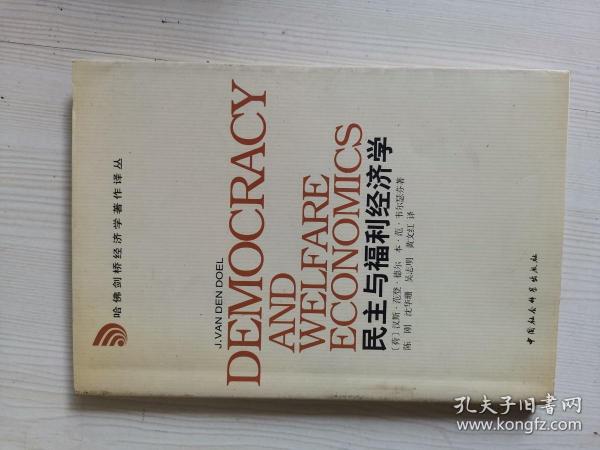 哈佛剑桥经济学著作译丛
J.VAN DEN DOEL
DEMOCRACY
AND
WELFARE
ECONOMICS
民主与福利经济学
〔荷〕汉斯·范登·德尔 本·范·韦尔瑟芬著
陈刚 沈华珊 吴志明 黄文红 译
中国社会科学出版社
孔夫子旧书网
www.kongfz.com